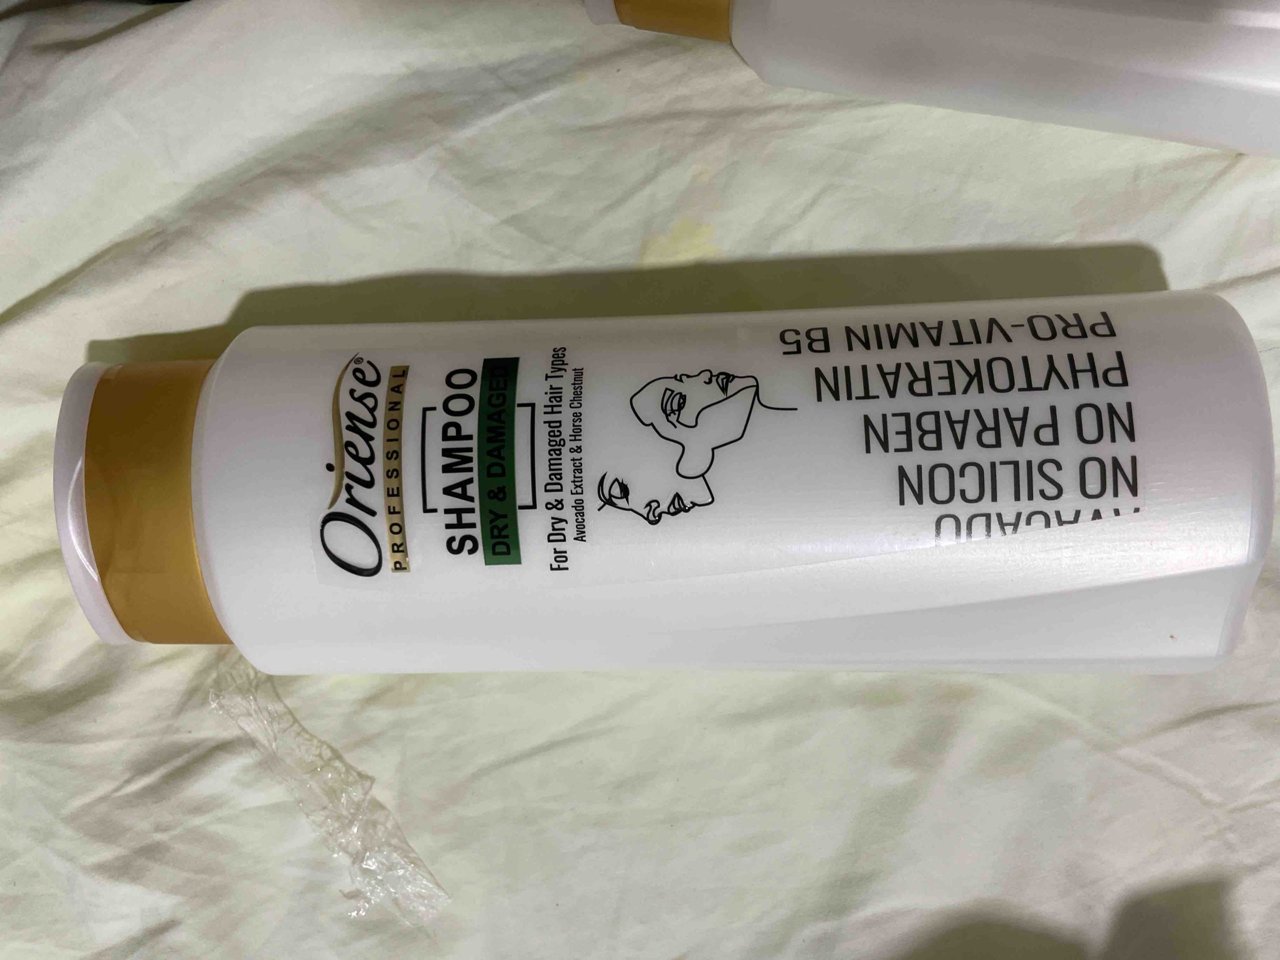 Oriense®
PROFESSIONAL
SHAMPOO
DRY & DAMAGED
For Dry & Damaged Hair Types
Avocado Extract & Horse Chestnut
AVACADO
NO SILICON
NO PARABEN
PHYTOKERATIN
PRO-VITAMIN B5